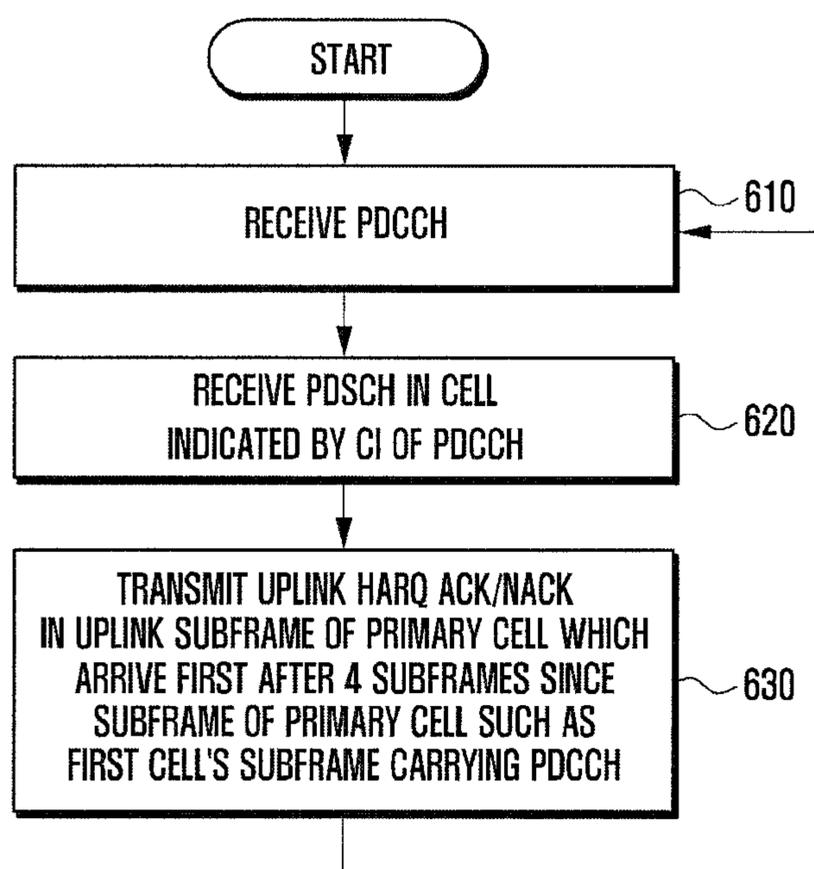 START
RECEIVE PDCCH
610
RECEIVE PDSCH IN CELL
INDICATED BY CI OF PDCCH
620
TRANSMIT UPLINK HARQ ACK/NACK
IN UPLINK SUBFRAME OF PRIMARY CELL WHICH
ARRIVE FIRST AFTER 4 SUBFRAMES SINCE
SUBFRAME OF PRIMARY CELL SUCH AS
FIRST CELL'S SUBFRAME CARRYING PDCCH
630